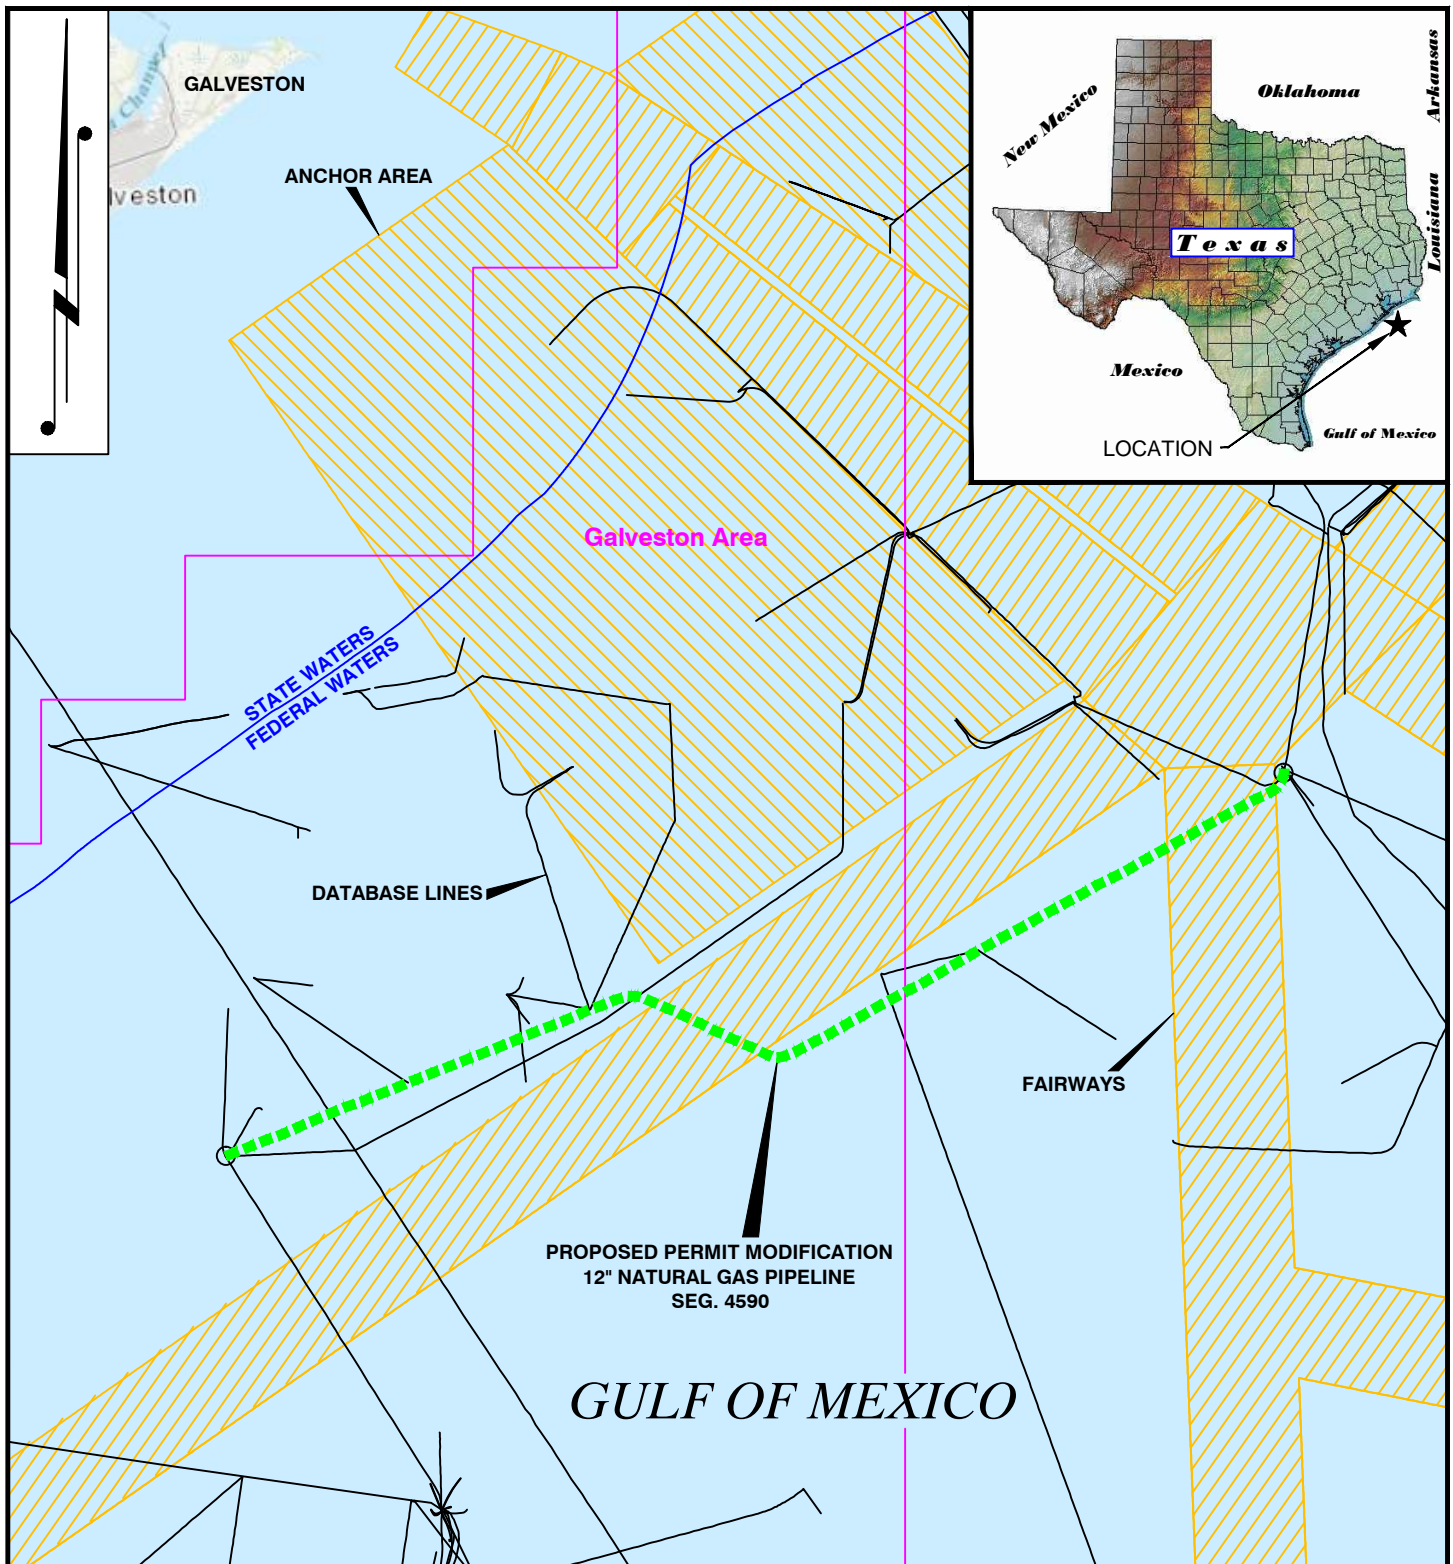 GALVESTON
Channel
lveston
ANCHOR AREA
Galveston Area
STATE WATERS
FEDERAL WATERS
DATABASE LINES
FAIRWAYS
PROPOSED PERMIT MODIFICATION
12" NATURAL GAS PIPELINE
SEG. 4590
GULF OF MEXICO
New Mexico
Oklahoma
Arkansas
Louisiana
Texas
Mexico
Gulf of Mexico
LOCATION